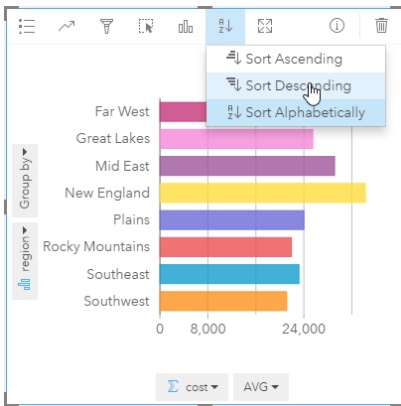 Sort Ascending
Sort Descending
Sort Alphabetically
Far West
Great Lakes
Mid East
New England
Plains
Rocky Mountains
Southeast
Southwest
Group by
region
0 8,000 24,000
Σ cost AVG